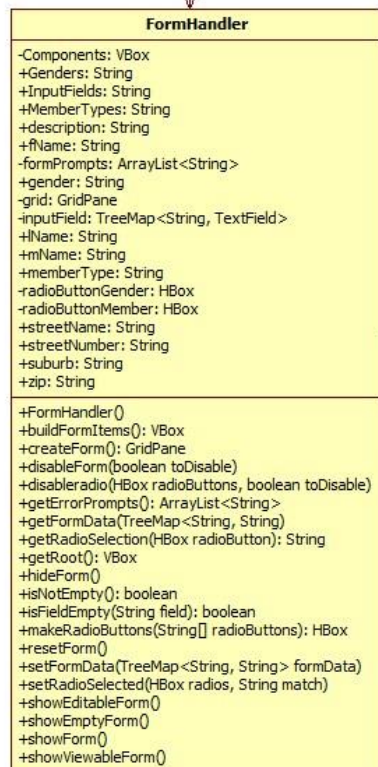 FormHandler
-Components: VBox
+Genders: String
+InputFields: String
+MemberTypes: String
+description: String
+fName: String
-formPrompts: ArrayList<String>
+gender: String
-grid: GridPane
-inputField: TreeMap<String, TextField>
+lName: String
+mName: String
+memberType: String
-radioButtonGender: HBox
-radioButtonMember: HBox
+streetName: String
+streetNumber: String
+suburb: String
+zip: String
+FormHandler()
+buildFormItems(): VBox
+createForm(): GridPane
+disableForm(boolean toDisable)
+disableradio(HBox radioButtons, boolean toDisable)
+getErrorPrompts(): ArrayList<String>
+getFormData(TreeMap<String, String)
+getRadioSelection(HBox radioButton): String
+getRoot(): VBox
+hideForm()
+isNotEmpty(): boolean
+isFieldEmpty(String field): boolean
+makeRadioButtons(String[] radioButtons): HBox
+resetForm()
+setFormData(TreeMap<String, String> formData)
+setRadioSelected(HBox radios, String match)
+showEditableForm()
+showEmptyForm()
+showForm()
+showViewableForm()